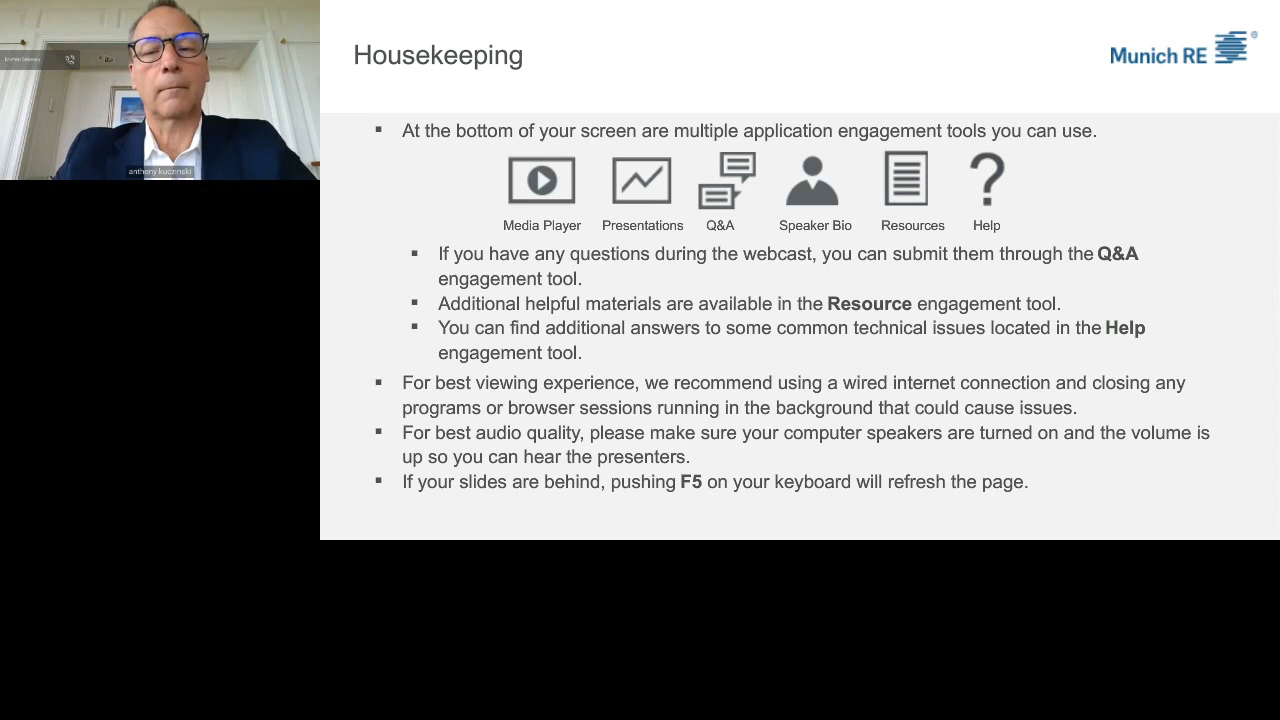 Housekeeping
Munich RE
®
anthony kuczinski
▪ At the bottom of your screen are multiple application engagement tools you can use.
Media Player Presentations Q&A Speaker Bio Resources Help
▪ If you have any questions during the webcast, you can submit them through the Q&A
engagement tool.
▪ Additional helpful materials are available in the Resource engagement tool.
▪ You can find additional answers to some common technical issues located in the Help
engagement tool.
▪ For best viewing experience, we recommend using a wired internet connection and closing any
programs or browser sessions running in the background that could cause issues.
▪ For best audio quality, please make sure your computer speakers are turned on and the volume is
up so you can hear the presenters.
▪ If your slides are behind, pushing F5 on your keyboard will refresh the page.